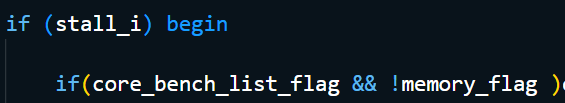 if (stall_i) begin
if(core_bench_list_flag && !memory_flag )